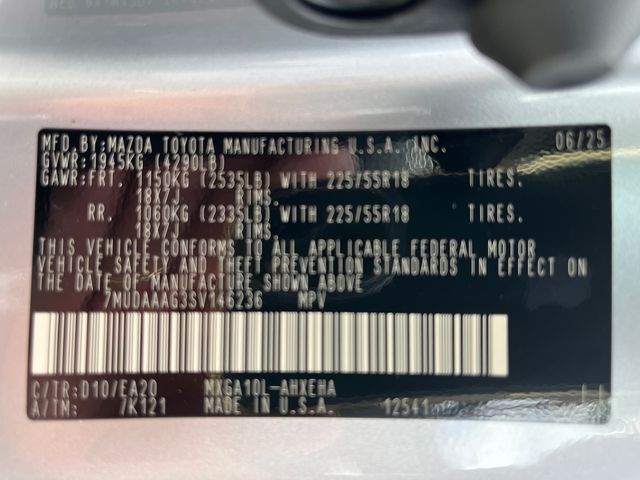 MFD.BY:MAZDA TOYOTA MANUFACTURING U.S.A. INC. 06/25
GVWR:1945KG (4290LB)
GAWR:FRT. 1150KG (2535LB) WITH 225/55R18 TIRES.
18X7J RIMS.
RR. 1060KG (2335LB) WITH 225/55R18 TIRES.
18X7J RIMS.
THIS VEHICLE CONFORMS TO ALL APPLICABLE FEDERAL MOTOR
VEHICLE SAFETY AND THEFT PREVENTION STANDARDS IN EFFECT
ON THE DATE OF MANUFACTURE SHOWN ABOVE.
7MUDAAAG3SV146236 MPV
C/TR:D10/EA20 MXGA10L-AHXEHA
A/TM: 7K121 MADE IN U.S.A. 12541